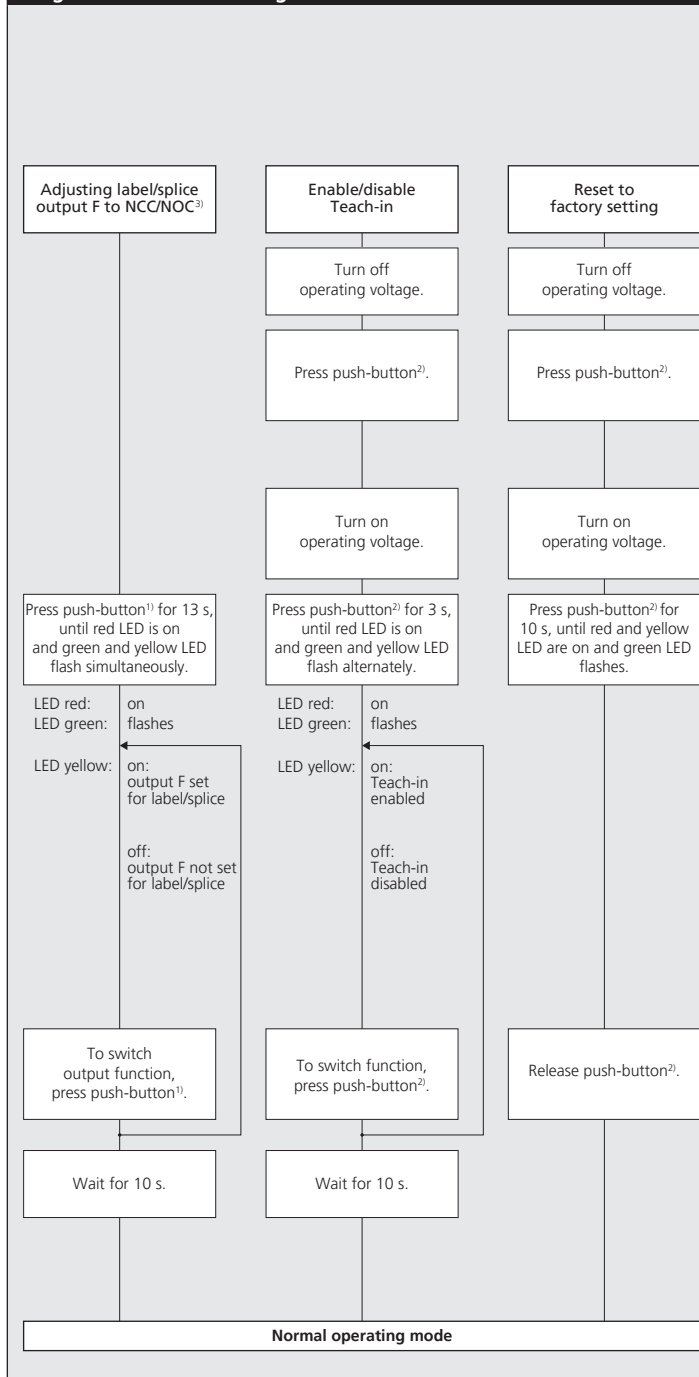 Adjusting label/splice
output F to NCC/NOC3)
Press push-button1) for 13 s,
until red LED is on
and green and yellow LED
flash simultaneously.
LED red: on
LED green: flashes
LED yellow: on:
output F set
for label/splice
off:
output F not set
for label/splice
To switch
output function,
press push-button1).
Wait for 10 s.
Enable/disable
Teach-in
Turn off
operating voltage.
Press push-button2).
Turn on
operating voltage.
Press push-button2) for 3 s,
until red LED is on
and green and yellow LED
flash alternately.
LED red: on
LED green: flashes
LED yellow: on:
Teach-in
enabled
off:
Teach-in
disabled
To switch function,
press push-button2).
Wait for 10 s.
Reset to
factory setting
Turn off
operating voltage.
Press push-button2).
Turn on
operating voltage.
Press push-button2) for
10 s, until red and yellow
LED are on and green LED
flashes.
Release push-button2).
Normal operating mode